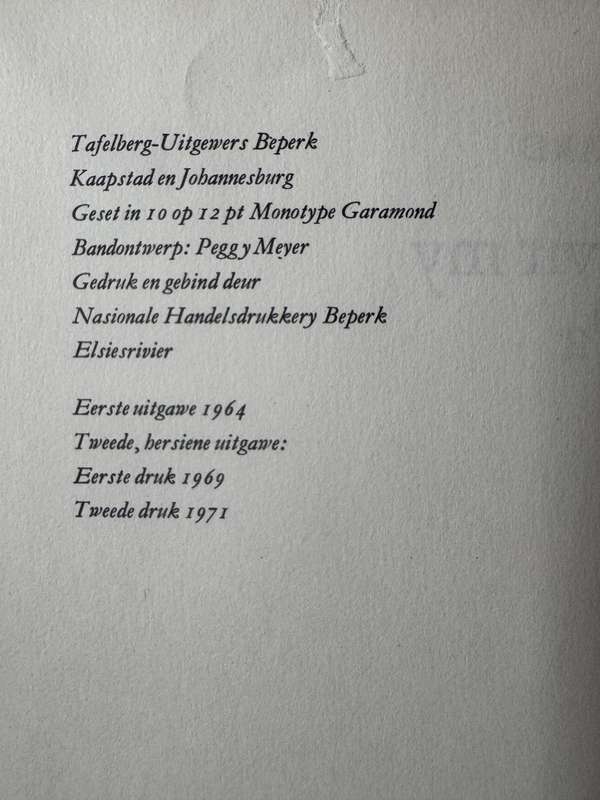 Tafelberg-Uitgewers Beperk
Kaapstad en Johannesburg
Geset in 10 op 12 pt Monotype Garamond
Bandontwerp: Peggy Meyer
Gedruk en gebind deur
Nasionale Handelsdrukkery Beperk
Elsiesrivier
Eerste uitgawe 1964
Tweede, hersiene uitgawe:
Eerste druk 1969
Tweede druk 1971